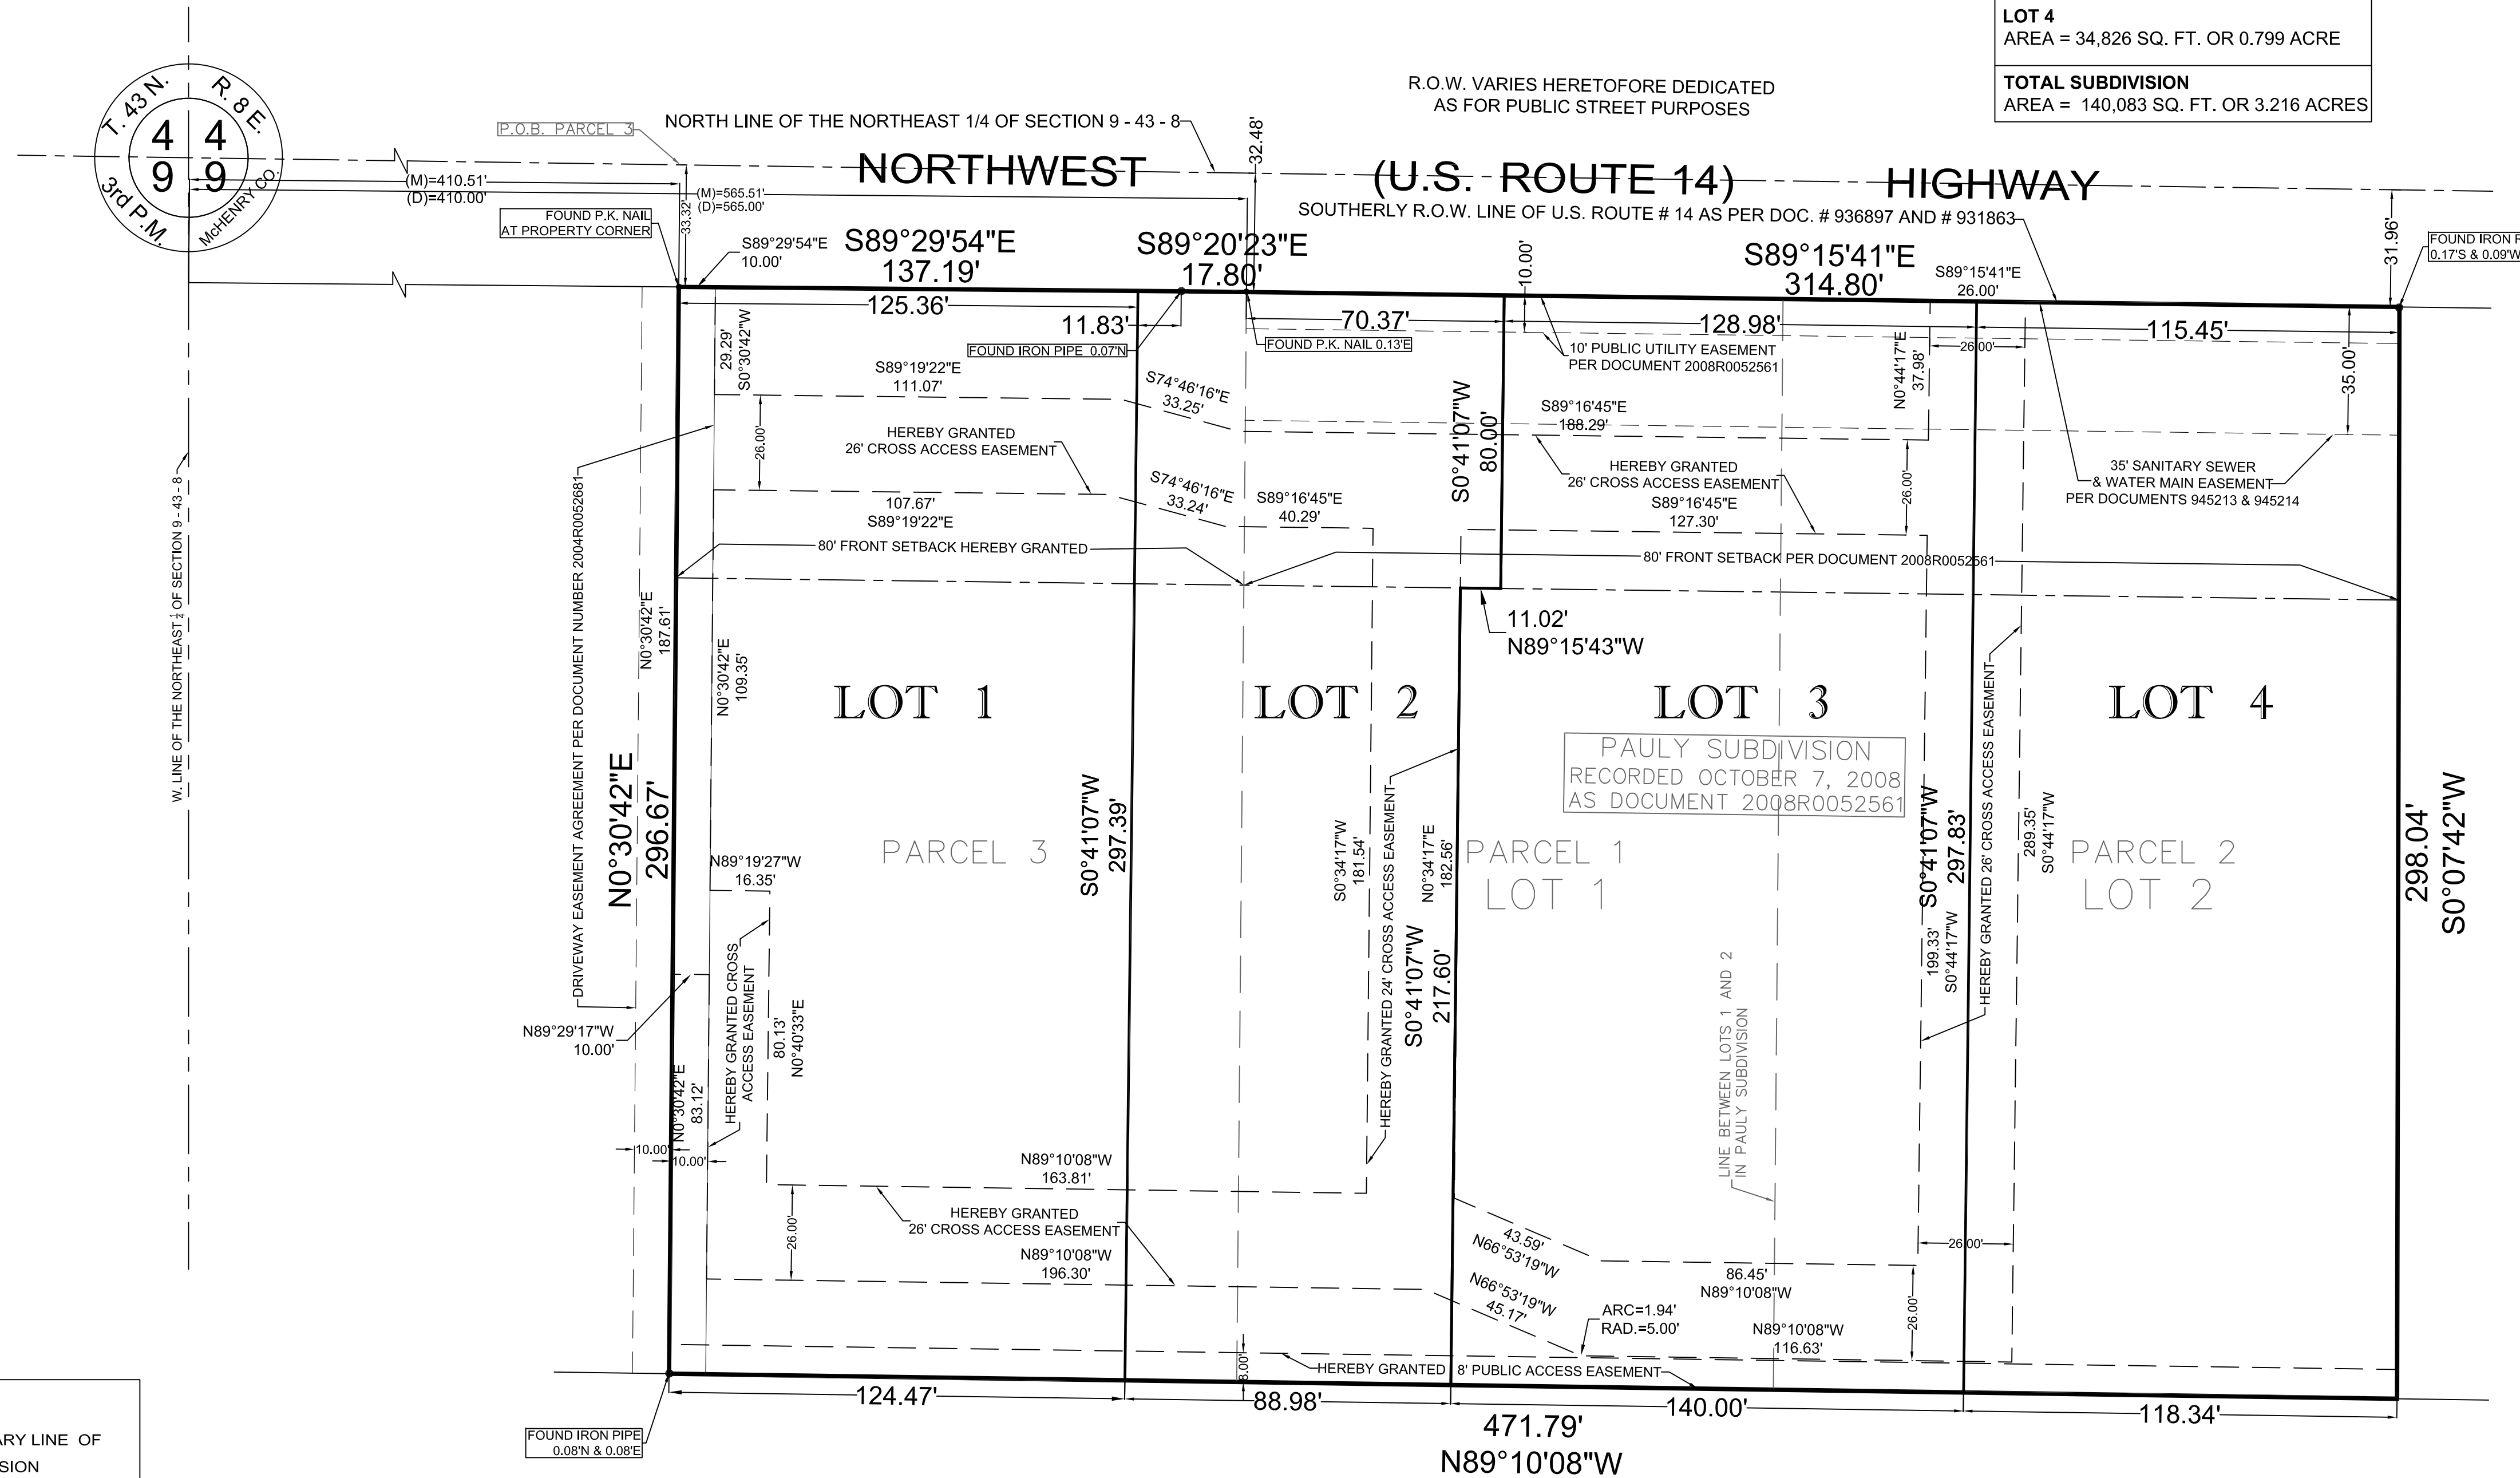 LOT 4
AREA = 34,826 SQ. FT. OR 0.799 ACRE
TOTAL SUBDIVISION
AREA = 140,083 SQ. FT. OR 3.216 ACRES
T. 43 N.
R. 8 E.
4 4
9 9
3rd P.M.
McHENRY CO.
P.O.B. PARCEL 3
NORTH LINE OF THE NORTHEAST 1/4 OF SECTION 9 - 43 - 8
R.O.W. VARIES HERETOFORE DEDICATED
AS FOR PUBLIC STREET PURPOSES
NORTHWEST (U.S. ROUTE 14) HIGHWAY
32.48'
(M)=410.51'
(D)=410.00'
(M)=565.51'
(D)=565.00'
33.32'
SOUTHERLY R.O.W. LINE OF U.S. ROUTE # 14 AS PER DOC. # 936897 AND # 931863
31.96'
FOUND P.K. NAIL
AT PROPERTY CORNER
S89°29'54"E
10.00'
S89°29'54"E
137.19'
S89°20'23"E
17.80'
10.00'
S89°15'41"E
314.80'
S89°15'41"E
26.00'
FOUND IRON
0.17'S & 0.09'W
125.36'
11.83'
70.37'
128.98'
115.45'
FOUND IRON PIPE 0.07'N
FOUND P.K. NAIL 0.13'E
10' PUBLIC UTILITY EASEMENT
PER DOCUMENT 2008R0052561
29.29'
S0°30'42"W
S89°19'22"E
111.07'
S74°46'16"E
33.25'
S0°41'07"W
80.00'
S89°16'45"E
188.29'
N0°44'17"E
37.98'
26.00'
35.00'
26.00'
HEREBY GRANTED
26' CROSS ACCESS EASEMENT
107.67'
S89°19'22"E
S74°46'16"E
33.24'
S89°16'45"E
40.29'
HEREBY GRANTED
26' CROSS ACCESS EASEMENT
S89°16'45"E
127.30'
26.00'
35' SANITARY SEWER
& WATER MAIN EASEMENT
PER DOCUMENTS 945213 & 945214
80' FRONT SETBACK HEREBY GRANTED
80' FRONT SETBACK PER DOCUMENT 2008R0052561
11.02'
N89°15'43"W
W. LINE OF THE NORTHEAST 1/4 OF SECTION 9 - 43 - 8
DRIVEWAY EASEMENT AGREEMENT PER DOCUMENT NUMBER 2004R0052681
N0°30'42"E
187.61'
N0°30'42"E
109.35'
LOT 1
LOT 2
LOT 3
LOT 4
PAULY SUBDIVISION
RECORDED OCTOBER 7, 2008
AS DOCUMENT 2008R0052561
N0°30'42"E
296.67'
PARCEL 3
S0°41'07"W
297.39'
S0°34'17"W
181.54'
HEREBY GRANTED 24' CROSS ACCESS EASEMENT
N0°34'17"E
182.56'
PARCEL 1
LOT 1
S0°41'07"W
297.83'
HEREBY GRANTED 26' CROSS ACCESS EASEMENT
289.35'
S0°44'17"W
PARCEL 2
LOT 2
298.04'
S0°07'42"W
N89°19'27"W
16.35'
S0°41'07"W
217.60'
199.33'
S0°44'17"W
LINE BETWEEN LOTS 1 AND 2
IN PAULY SUBDIVISION
N89°29'17"W
10.00'
HEREBY GRANTED CROSS
ACCESS EASEMENT
80.13'
N0°40'33"E
N0°30'42"E
83.12'
10.00'
10.00'
N89°10'08"W
163.81'
26.00'
HEREBY GRANTED
26' CROSS ACCESS EASEMENT
N89°10'08"W
196.30'
43.59'
N66°53'19"W
N66°53'19"W
45.17'
86.45'
N89°10'08"W
26.00'
26.00'
ARC=1.94'
RAD.=5.00'
N89°10'08"W
116.63'
8.00'
HEREBY GRANTED 8' PUBLIC ACCESS EASEMENT
124.47'
88.98'
140.00'
118.34'
471.79'
N89°10'08"W
FOUND IRON PIPE
0.08'N & 0.08'E
LINE OF